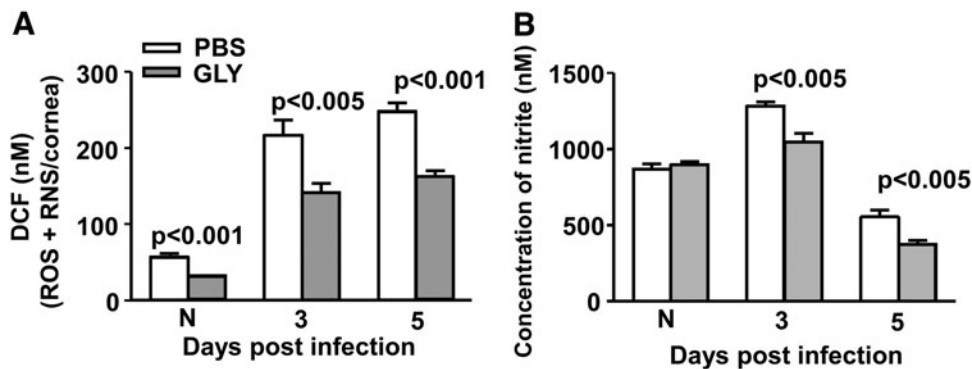 A
PBS
GLY
300
200
100
0
DCF (nM)
(ROS + RNS/cornea)
p<0.001
p<0.005
p<0.001
N 3 5
Days post infection
B
1500
1000
500
0
Concentration of nitrite (nM)
p<0.005
p<0.005
N 3 5
Days post infection